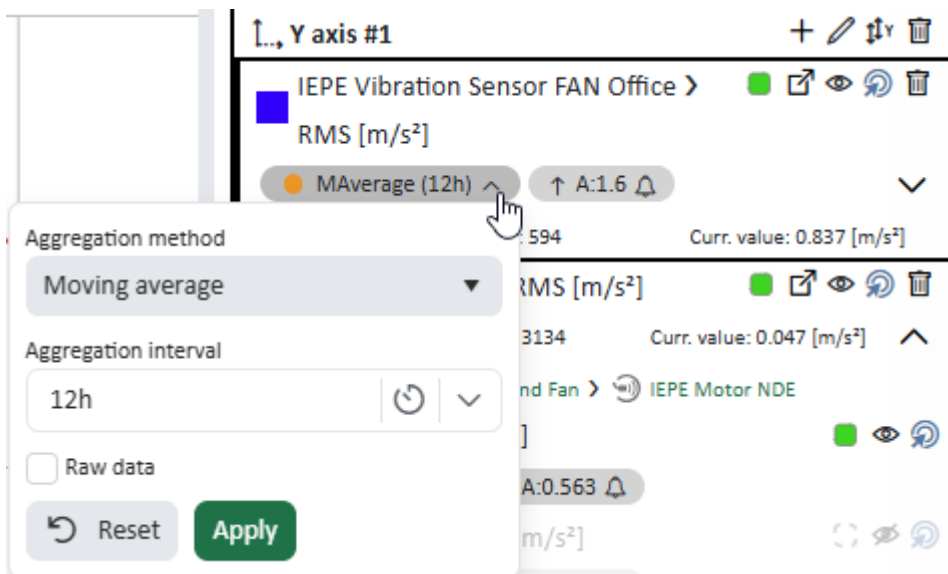 Y axis #1
IEPE Vibration Sensor FAN Office
RMS [m/s²]
MAverage (12h) ↑ A:1.6
594 Curr. value: 0.837 [m/s²]
Aggregation method
Moving average
RMS [m/s²]
3134 Curr. value: 0.047 [m/s²]
Aggregation interval
12h
Fan IEPE Motor NDE
]
Raw data
A:0.563
Reset Apply
m/s²]